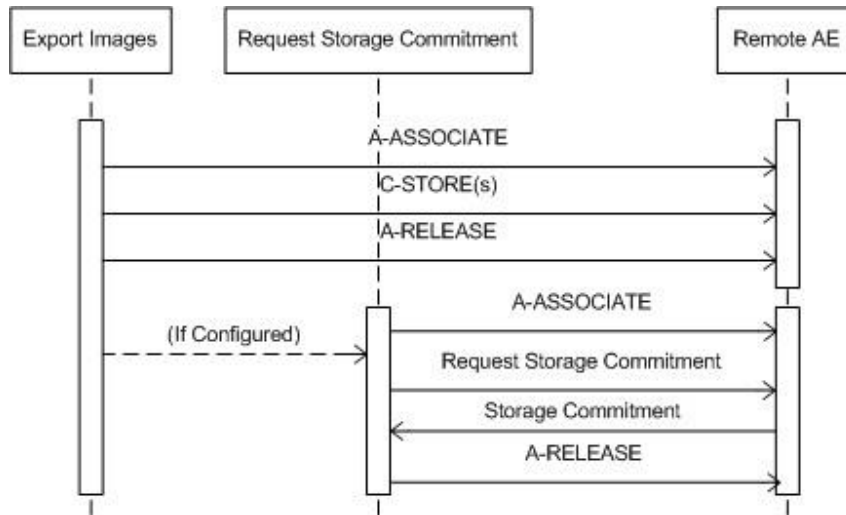 Export Images
Request Storage Commitment
Remote AE
A-ASSOCIATE
C-STORE(s)
A-RELEASE
A-ASSOCIATE
(If Configured)
Request Storage Commitment
Storage Commitment
A-RELEASE